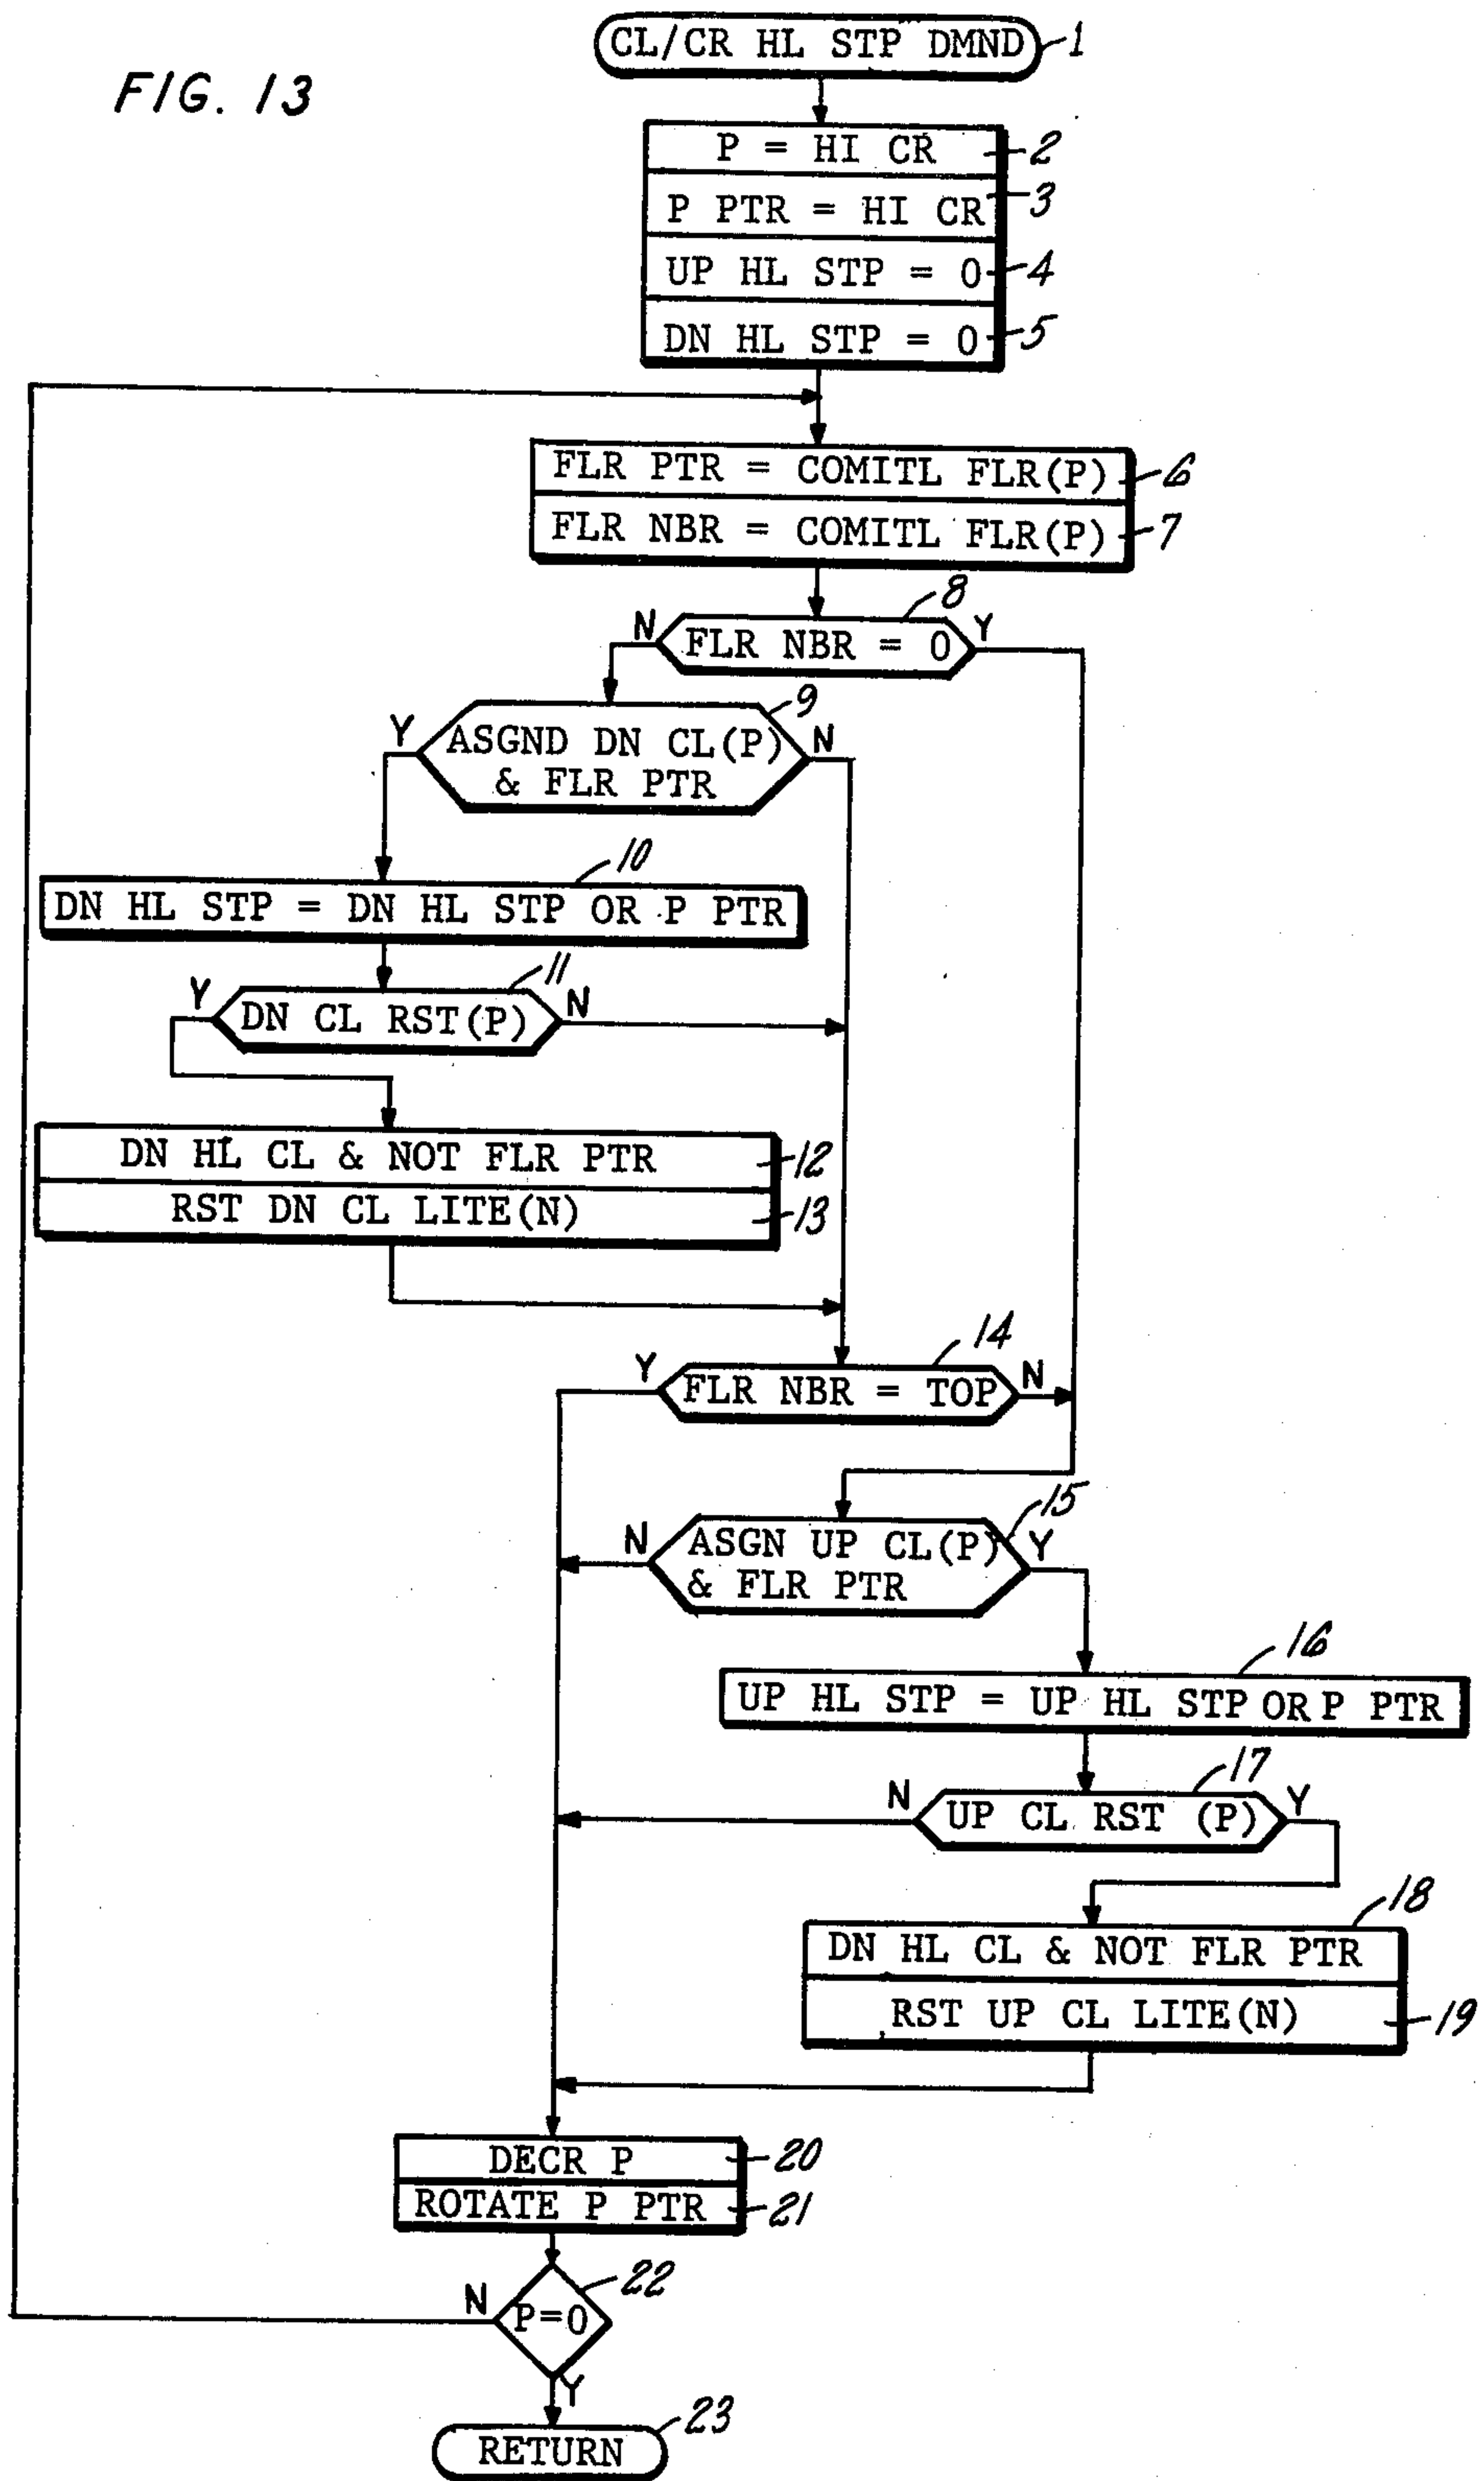 FIG. 13
CL/CR HL STP DMND 1
P = HI CR 2
P PTR = HI CR 3
UP HL STP = 0 4
DN HL STP = 0 5
FLR PTR = COMITL FLR(P) 6
FLR NBR = COMITL FLR(P) 7
8
N FLR NBR = 0 Y
9
Y ASGND DN CL(P) N
& FLR PTR
10
DN HL STP = DN HL STP OR P PTR
11
Y DN CL RST(P) N
DN HL CL & NOT FLR PTR 12
RST DN CL LITE(N) 13
14
Y FLR NBR = TOP N
15
N ASGN UP CL(P) Y
& FLR PTR
16
UP HL STP = UP HL STP OR P PTR
17
N UP CL RST (P) Y
18
DN HL CL & NOT FLR PTR
RST UP CL LITE(N) 19
DECR P 20
ROTATE P PTR 21
22
N P=0
Y
23
RETURN